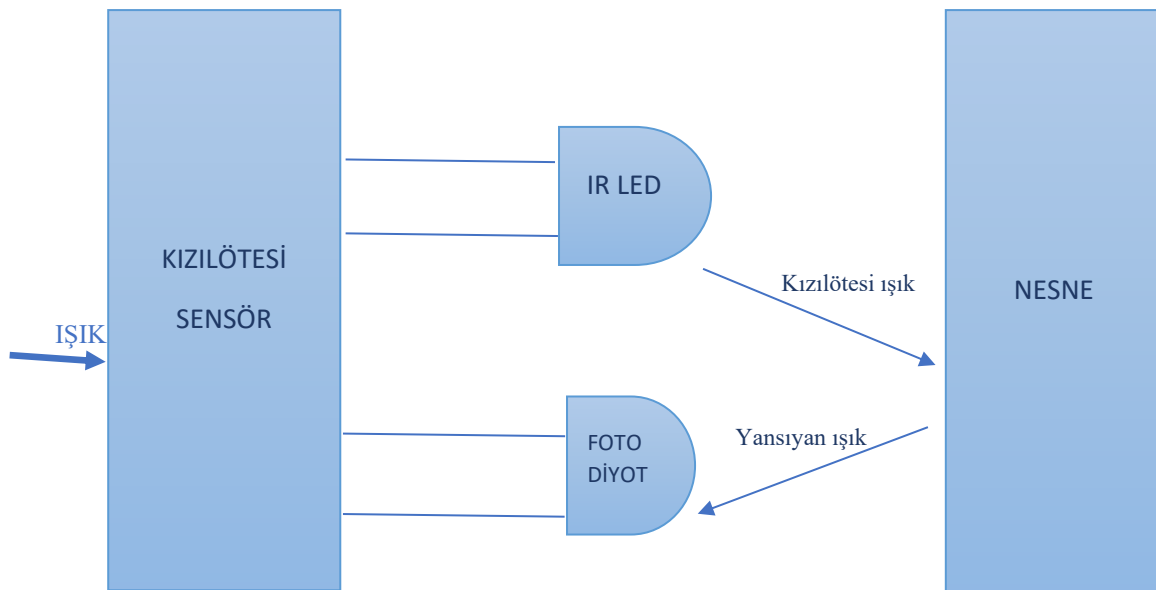 KIZILÖTESİ
SENSÖR
IŞIK
IR LED
Kızılötesi ışık
NESNE
FOTO
DİYOT
Yansıyan ışık